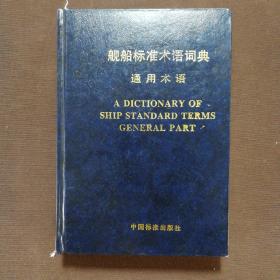 舰船标准术语词典
通用术语
A DICTIONARY OF
SHIP STANDARD TERMS
GENERAL PART
中国标准出版社